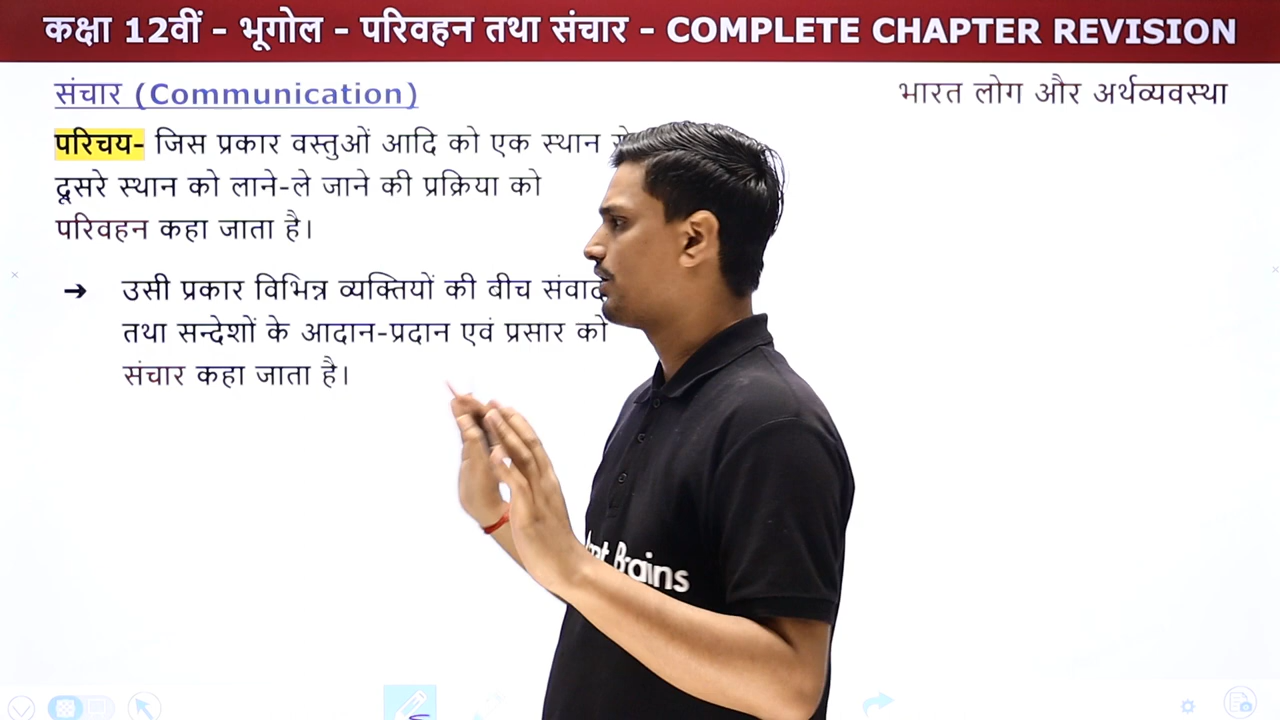 कक्षा 12वीं - भूगोल - परिवहन तथा संचार - COMPLETE CHAPTER REVISION
संचार (Communication)
भारत लोग और अर्थव्यवस्था
परिचय- जिस प्रकार वस्तुओं आदि को एक स्थान
दूसरे स्थान को लाने-ले जाने की प्रक्रिया को
परिवहन कहा जाता है।
➔ उसी प्रकार विभिन्न व्यक्तियों की बीच संवाद
तथा सन्देशों के आदान-प्रदान एवं प्रसार को
संचार कहा जाता है।
Brains